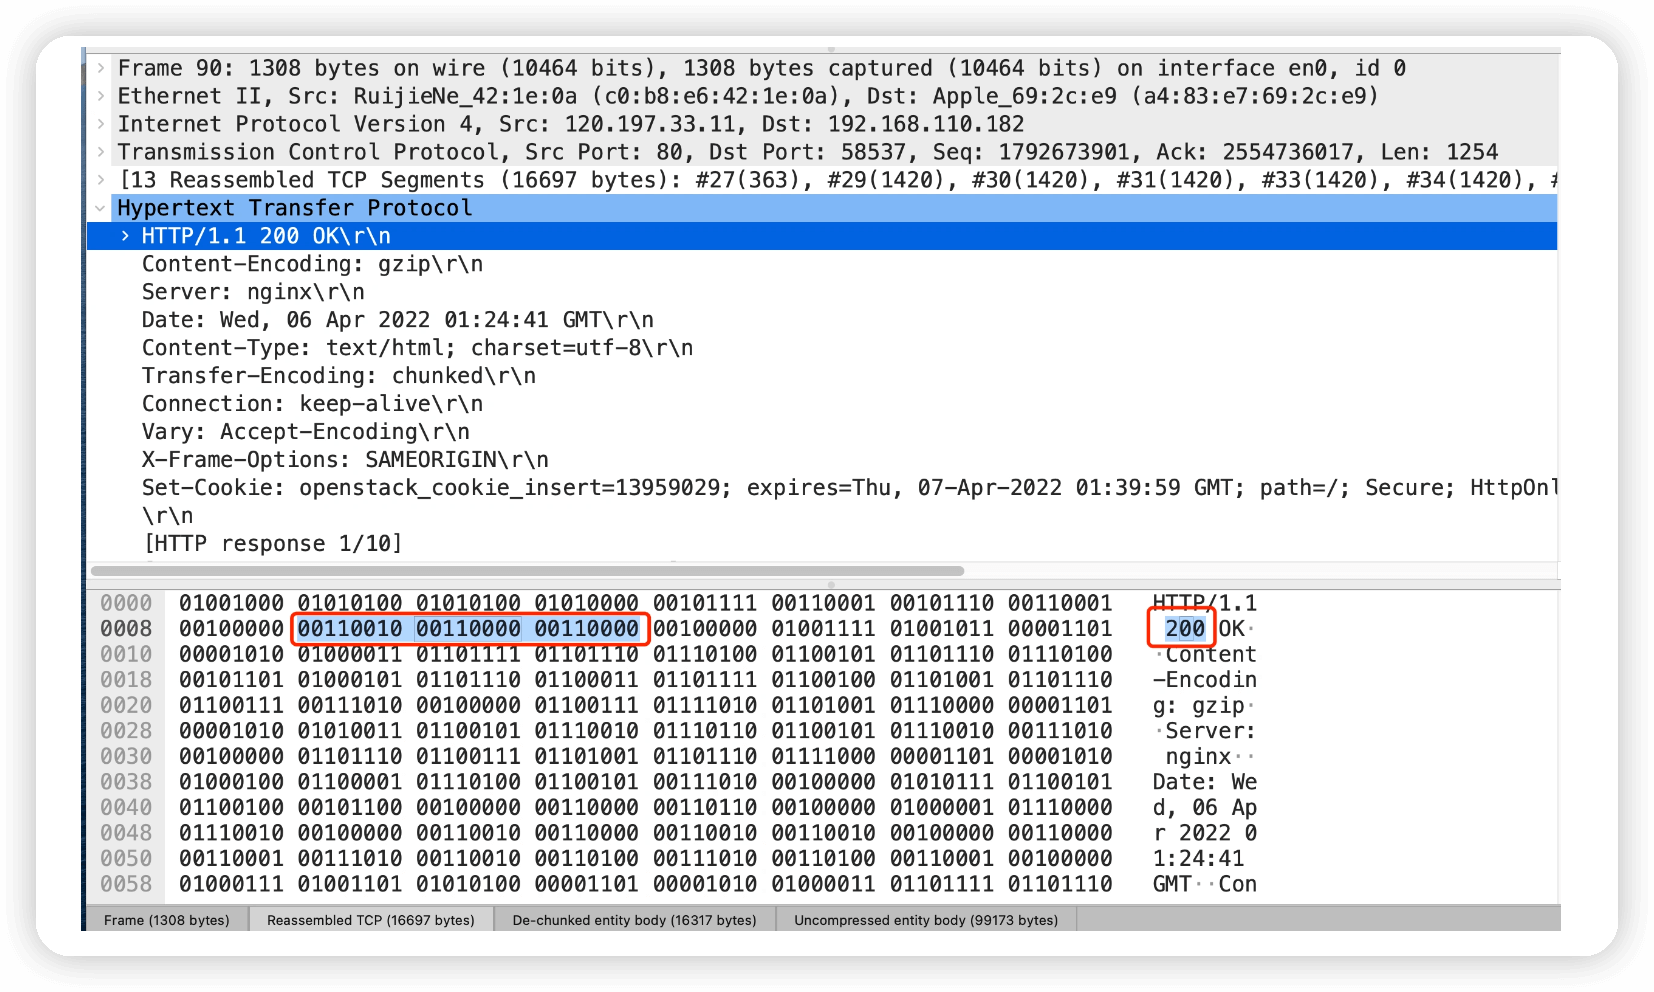 Frame 90: 1308 bytes on wire (10464 bits), 1308 bytes captured (10464 bits) on interface en0, id 0
Ethernet II, Src: RuijieNe_42:1e:0a (c0:b8:e6:42:1e:0a), Dst: Apple_69:2c:e9 (a4:83:e7:69:2c:e9)
Internet Protocol Version 4, Src: 120.197.33.11, Dst: 192.168.110.182
Transmission Control Protocol, Src Port: 80, Dst Port: 58537, Seq: 1792673901, Ack: 2554736017, Len: 1254
[13 Reassembled TCP Segments (16697 bytes): #27(363), #29(1420), #30(1420), #31(1420), #33(1420), #34(1420), #
Hypertext Transfer Protocol
HTTP/1.1 200 OK\r\n
Content-Encoding: gzip\r\n
Server: nginx\r\n
Date: Wed, 06 Apr 2022 01:24:41 GMT\r\n
Content-Type: text/html; charset=utf-8\r\n
Transfer-Encoding: chunked\r\n
Connection: keep-alive\r\n
Vary: Accept-Encoding\r\n
X-Frame-Options: SAMEORIGIN\r\n
Set-Cookie: openstack_cookie_insert=13959029; expires=Thu, 07-Apr-2022 01:39:59 GMT; path=/; Secure; HttpOnl
\r\n
[HTTP response 1/10]
0000 01001000 01010100 01010100 01010000 00101111 00110001 00101110 00110001 HTTP/1.1
0008 00100000 00110010 00110000 00110000 00100000 01001111 01001011 00001101 200 OK·
0010 00001010 01000011 01101111 01101110 01110100 01100101 01101110 01110100 ·Content
0018 00101101 01000101 01101110 01100011 01101111 01100100 01101001 01101110 -Encodin
0020 01100111 00111010 00100000 01100111 01111010 01101001 01110000 00001101 g: gzip·
0028 00001010 01010011 01100101 01110010 01110110 01100101 01110010 00111010 ·Server:
0030 00100000 01101110 01100111 01101001 01101110 01111000 00001101 00001010 nginx··
0038 01000100 01100001 01110100 01100101 00111010 00100000 01010111 01100101 Date: We
0040 01100100 00101100 00100000 00110000 00110110 00100000 01000001 01110000 d, 06 Ap
0048 01110010 00100000 00110010 00110000 00110010 00110010 00100000 00110000 r 2022 0
0050 00110001 00111010 00110010 00110100 00111010 00110100 00110001 00100000 1:24:41
0058 01000111 01001101 01010100 00001101 00001010 01000011 01101111 01101110 GMT··Con
Frame (1308 bytes) Reassembled TCP (16697 bytes) De-chunked entity body (16317 bytes) Uncompressed entity body (99173 bytes)